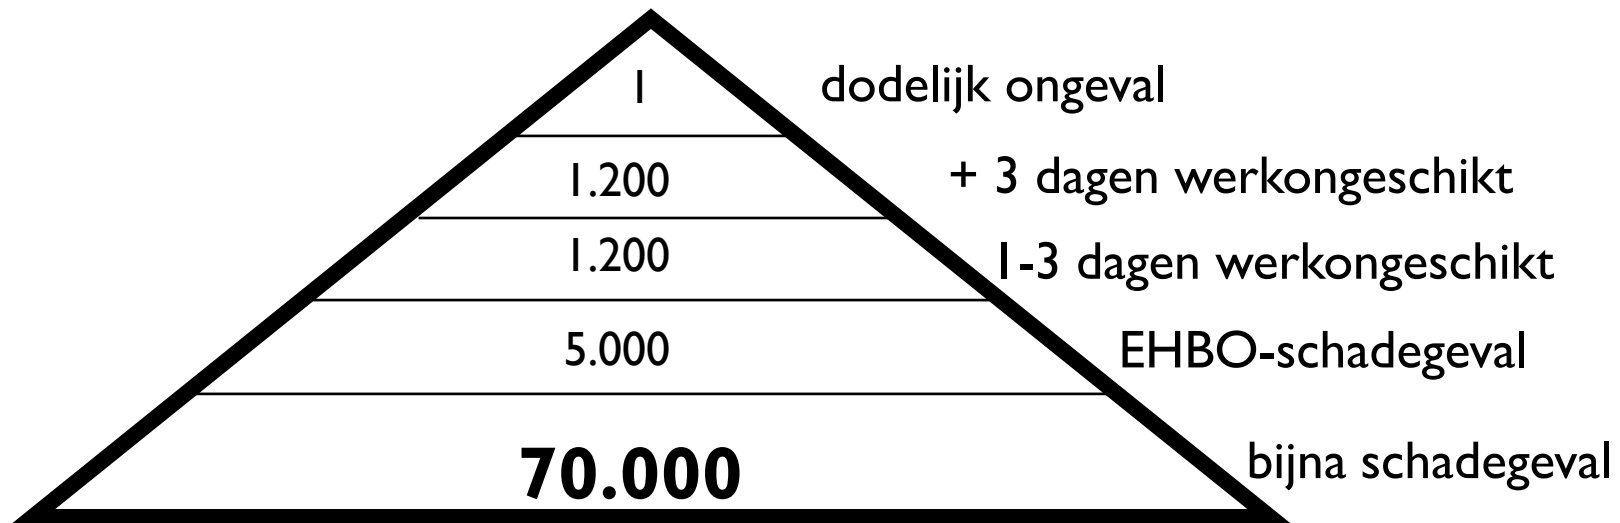 1 dodelijk ongeval
1.200 + 3 dagen werkongeschikt
1.200 1-3 dagen werkongeschikt
5.000 EHBO-schadegeval
70.000 bijna schadegeval